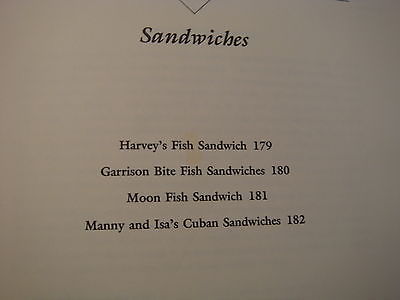 Sandwiches
Harvey's Fish Sandwich 179
Garrison Bite Fish Sandwiches 180
Moon Fish Sandwich 181
Manny and Isa's Cuban Sandwiches 182